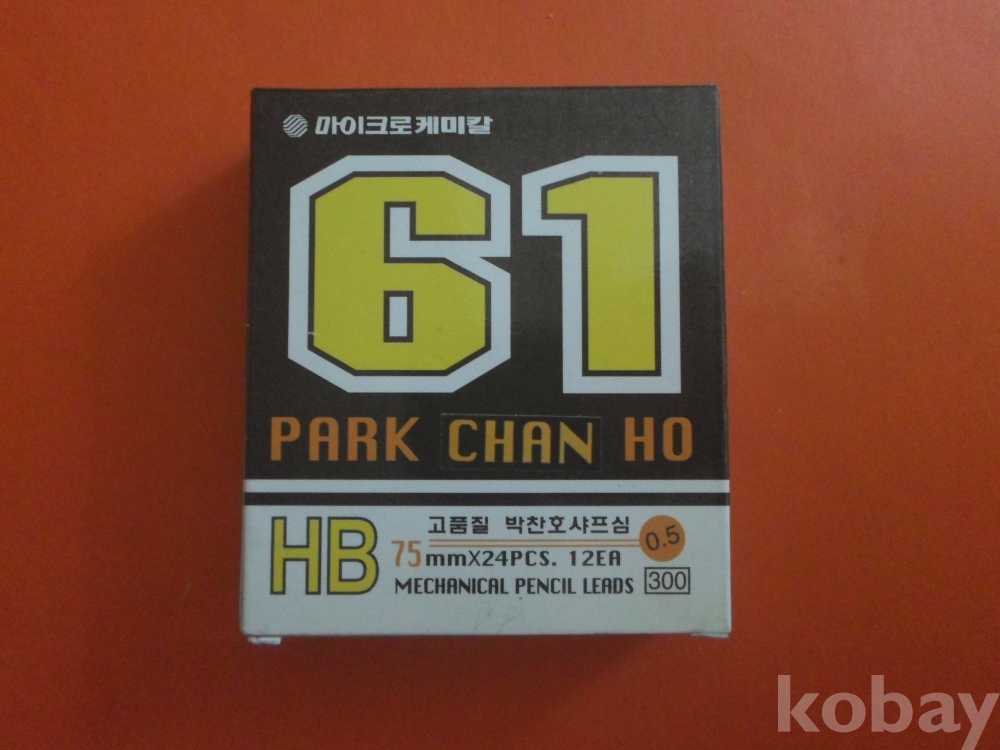 마이크로케미칼
61
PARK CHAN HO
HB
고품질 박찬호샤프심
75mmX24PCS. 12EA
0.5
MECHANICAL PENCIL LEADS
300
kobay